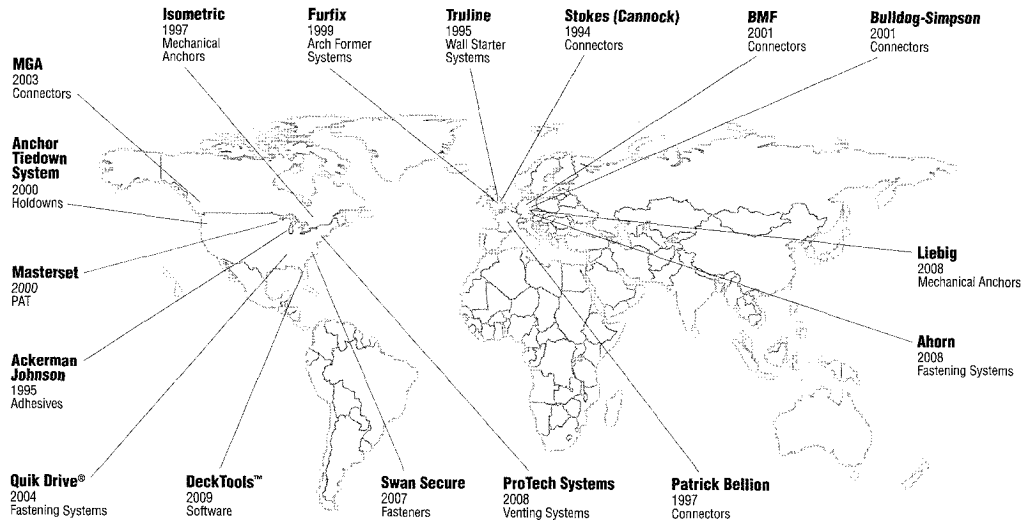 Isometric
1997
Mechanical
Anchors
Furfix
1999
Arch Former
Systems
Truline
1995
Wall Starter
Systems
Stokes (Cannock)
1994
Connectors
BMF
2001
Connectors
Bulldog-Simpson
2001
Connectors
MGA
2003
Connectors
Anchor
Tiedown
System
2000
Holdowns
Masterset
2000
PAT
Ackerman
Johnson
1995
Adhesives
Liebig
2008
Mechanical Anchors
Ahorn
2008
Fastening Systems
Quik Drive®
2004
Fastening Systems
DeckTools™
2009
Software
Swan Secure
2007
Fasteners
ProTech Systems
2008
Venting Systems
Patrick Bellion
1997
Connectors